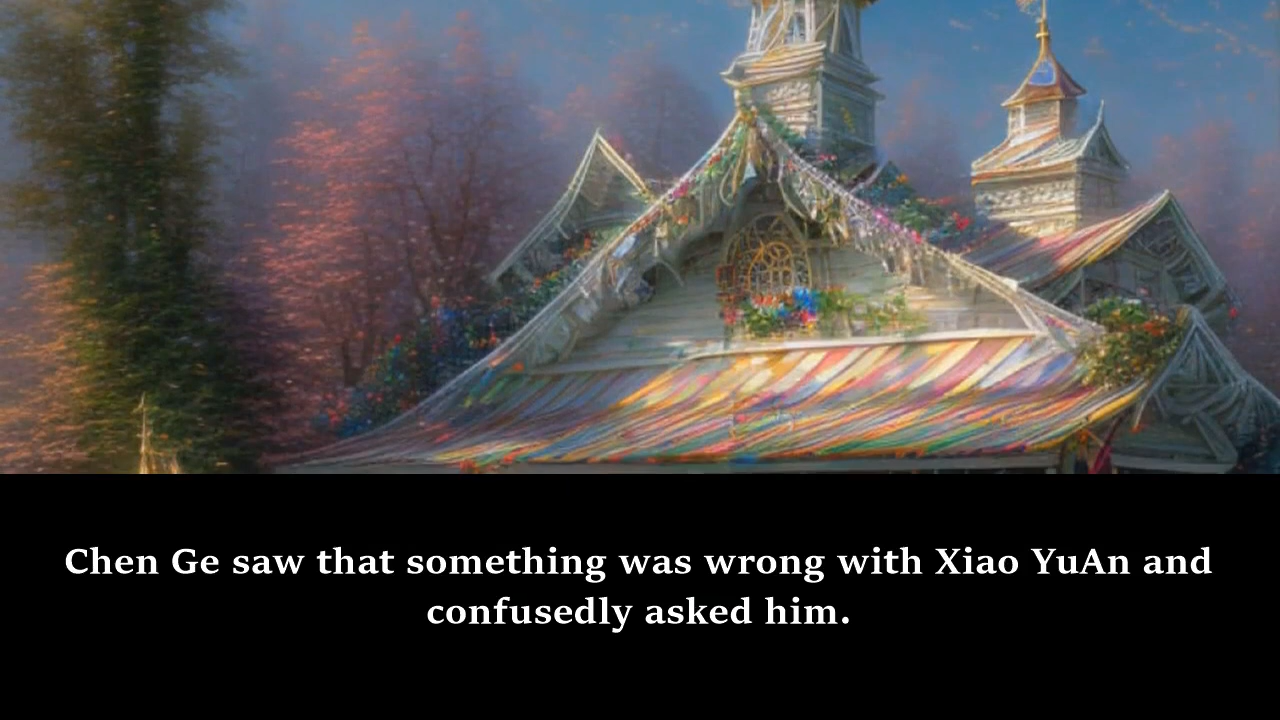 Chen Ge saw that something was wrong with Xiao YuAn and
confusedly asked him.